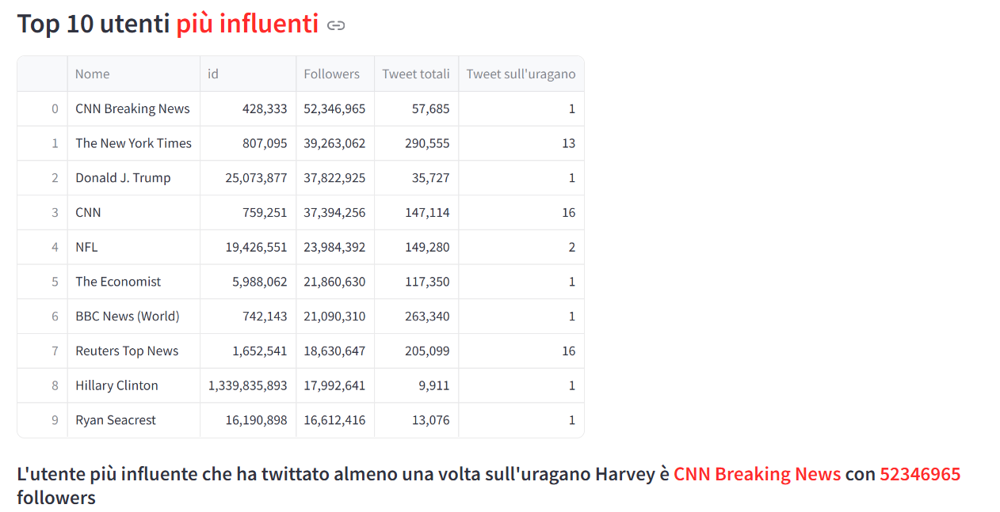 Top 10 utenti più influenti
Nome id Followers Tweet totali Tweet sull'uragano
0 CNN Breaking News 428,333 52,346,965 57,685 1
1 The New York Times 807,095 39,263,062 290,555 13
2 Donald J. Trump 25,073,877 37,822,925 35,727 1
3 CNN 759,251 37,394,256 147,114 16
4 NFL 19,426,551 23,984,392 149,280 2
5 The Economist 5,988,062 21,860,630 117,350 1
6 BBC News (World) 742,143 21,090,310 263,340 1
7 Reuters Top News 1,652,541 18,630,647 205,099 16
8 Hillary Clinton 1,339,835,893 17,992,641 9,911 1
9 Ryan Seacrest 16,190,898 16,612,416 13,076 1
L'utente più influente che ha twittato almeno una volta sull'uragano Harvey è CNN Breaking News con 52346965
followers